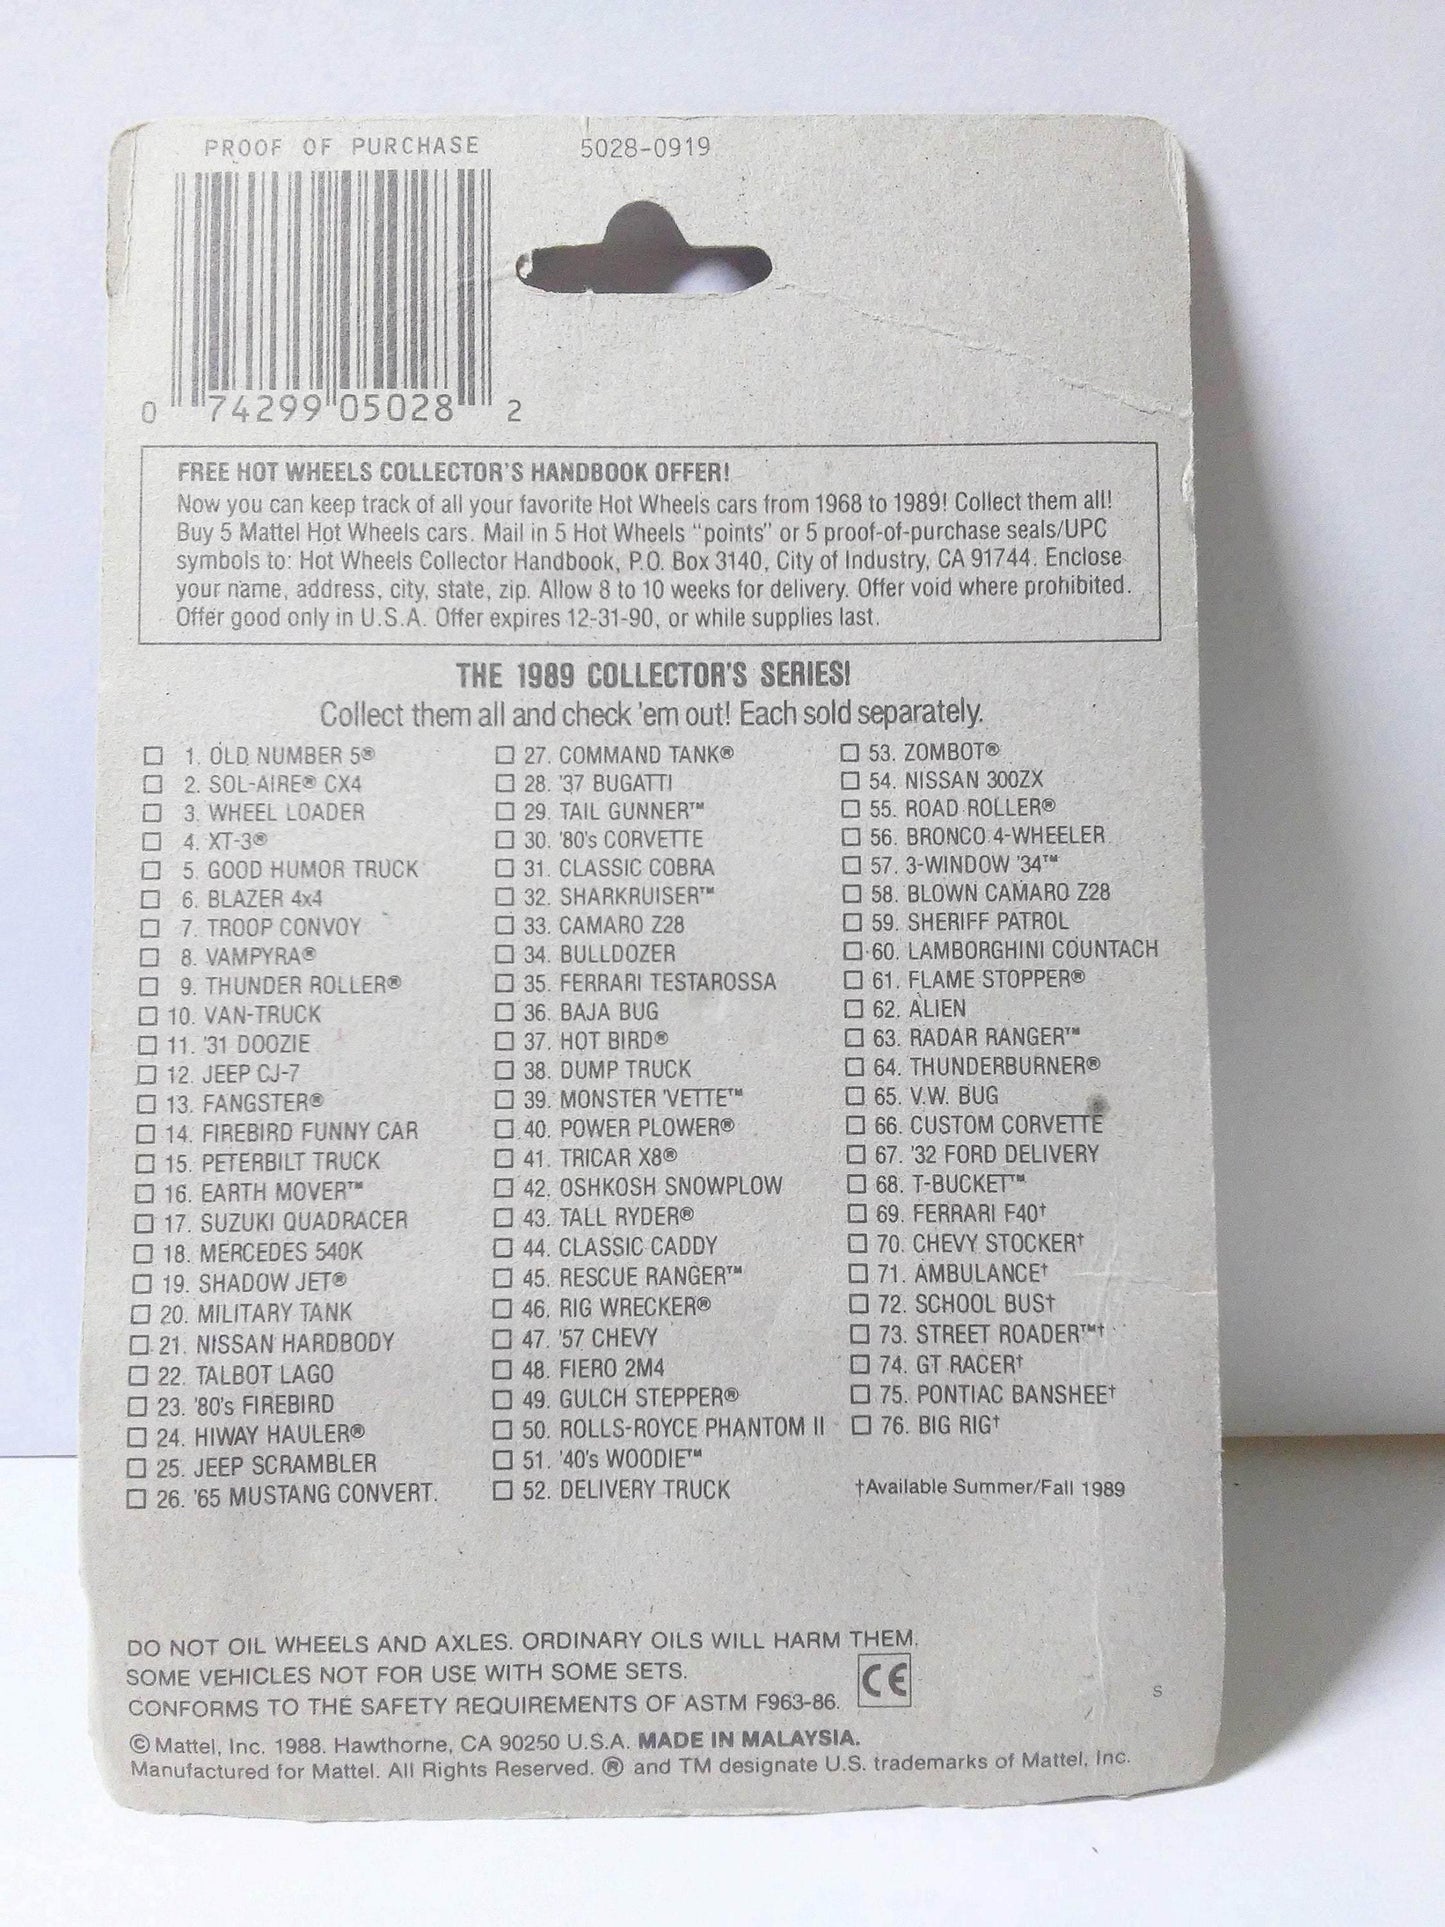 PROOF OF PURCHASE 5028-0919
0 74299 05028 2
FREE HOT WHEELS COLLECTOR'S HANDBOOK OFFER!
Now you can keep track of all your favorite Hot Wheels cars from 1968 to 1989! Collect them all!
Buy 5 Mattel Hot Wheels cars. Mail in 5 Hot Wheels "points" or 5 proof-of-purchase seals/UPC
symbols to: Hot Wheels Collector Handbook, P.O. Box 3140, City of Industry, CA 91744. Enclose
your name, address, city, state, zip. Allow 8 to 10 weeks for delivery. Offer void where prohibited.
Offer good only in U.S.A. Offer expires 12-31-90, or while supplies last.
THE 1989 COLLECTOR'S SERIES!
Collect them all and check 'em out! Each sold separately.
☐ 1. OLD NUMBER 5®
☐ 2. SOL-AIRE® CX4
☐ 3. WHEEL LOADER
☐ 4. XT-3®
☐ 5. GOOD HUMOR TRUCK
☐ 6. BLAZER 4x4
☐ 7. TROOP CONVOY
☐ 8. VAMPYRA®
☐ 9. THUNDER ROLLER®
☐ 10. VAN-TRUCK
☐ 11. '31 DOOZIE
☐ 12. JEEP CJ-7
☐ 13. FANGSTER®
☐ 14. FIREBIRD FUNNY CAR
☐ 15. PETERBILT TRUCK
☐ 16. EARTH MOVER™
☐ 17. SUZUKI QUADRACER
☐ 18. MERCEDES 540K
☐ 19. SHADOW JET®
☐ 20. MILITARY TANK
☐ 21. NISSAN HARDBODY
☐ 22. TALBOT LAGO
☐ 23. '80's FIREBIRD
☐ 24. HIWAY HAULER®
☐ 25. JEEP SCRAMBLER
☐ 26. '65 MUSTANG CONVERT.
☐ 27. COMMAND TANK®
☐ 28. '37 BUGATTI
☐ 29. TAIL GUNNER™
☐ 30. '80's CORVETTE
☐ 31. CLASSIC COBRA
☐ 32. SHARKRUISER™
☐ 33. CAMARO Z28
☐ 34. BULLDOZER
☐ 35. FERRARI TESTAROSSA
☐ 36. BAJA BUG
☐ 37. HOT BIRD®
☐ 38. DUMP TRUCK
☐ 39. MONSTER 'VETTE™
☐ 40. POWER PLOWER®
☐ 41. TRICAR X8®
☐ 42. OSHKOSH SNOWPLOW
☐ 43. TALL RYDER®
☐ 44. CLASSIC CADDY
☐ 45. RESCUE RANGER™
☐ 46. RIG WRECKER®
☐ 47. '57 CHEVY
☐ 48. FIERO 2M4
☐ 49. GULCH STEPPER®
☐ 50. ROLLS-ROYCE PHANTOM II
☐ 51. '40's WOODIE™
☐ 52. DELIVERY TRUCK
☐ 53. ZOMBOT®
☐ 54. NISSAN 300ZX
☐ 55. ROAD ROLLER®
☐ 56. BRONCO 4-WHEELER
☐ 57. 3-WINDOW '34™
☐ 58. BLOWN CAMARO Z28
☐ 59. SHERIFF PATROL
☐ 60. LAMBORGHINI COUNTACH
☐ 61. FLAME STOPPER®
☐ 62. ALIEN
☐ 63. RADAR RANGER™
☐ 64. THUNDERBURNER®
☐ 65. V.W. BUG
☐ 66. CUSTOM CORVETTE
☐ 67. '32 FORD DELIVERY
☐ 68. T-BUCKET™
☐ 69. FERRARI F40†
☐ 70. CHEVY STOCKER†
☐ 71. AMBULANCE†
☐ 72. SCHOOL BUS†
☐ 73. STREET ROADER™†
☐ 74. GT RACER†
☐ 75. PONTIAC BANSHEE†
☐ 76. BIG RIG†
†Available Summer/Fall 1989
DO NOT OIL WHEELS AND AXLES. ORDINARY OILS WILL HARM THEM.
SOME VEHICLES NOT FOR USE WITH SOME SETS.
CONFORMS TO THE SAFETY REQUIREMENTS OF ASTM F963-86. CE
S
© Mattel, Inc. 1988. Hawthorne, CA 90250 U.S.A. MADE IN MALAYSIA.
Manufactured for Mattel. All Rights Reserved. ® and TM designate U.S. trademarks of Mattel, Inc.